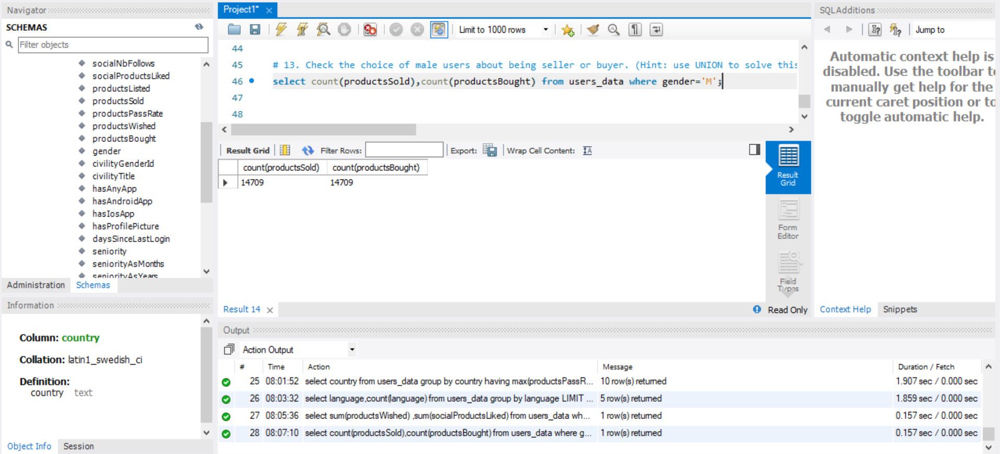 Navigator
SCHEMAS
Filter objects
socialNbFollows
socialProductsLiked
productsListed
productsSold
productsPassRate
productsWished
productsBought
gender
civilityGenderId
civilityTitle
hasAnyApp
hasAndroidApp
hasIosApp
hasProfilePicture
daysSinceLastLogin
seniority
seniorityAsMonths
seniorityAsYears
Administration Schemas
Information
Column: country
Collation: latin1_swedish_ci
Definition:
country text
Object Info Session
Project1*
Limit to 1000 rows
44
45 # 13. Check the choice of male users about being seller or buyer. (Hint: use UNION to solve this
46 select count(productsSold),count(productsBought) from users_data where gender='M';
47
48
Result Grid Filter Rows: Export: Wrap Cell Content: IA
count(productsSold) count(productsBought)
14709 14709
Result
Grid
Form
Editor
Field
Types
Result 14 Read Only
Output
Action Output
# Time Action Message Duration / Fetch
25 08:01:52 select country from users_data group by country having max(productsPassR... 10 row(s) returned 1.907 sec / 0.000 sec
26 08:03:32 select language,count(language) from users_data group by language LIMIT ... 5 row(s) returned 1.859 sec / 0.000 sec
27 08:05:36 select sum(productsWished) ,sum(socialProductsLiked) from users_data wh... 1 row(s) returned 0.157 sec / 0.000 sec
28 08:07:10 select count(productsSold),count(productsBought) from users_data where g... 1 row(s) returned 0.157 sec / 0.000 sec
SQLAdditions
Jump to
Automatic context help is
disabled. Use the toolbar to
manually get help for the
current caret position or to
toggle automatic help.
Context Help Snippets